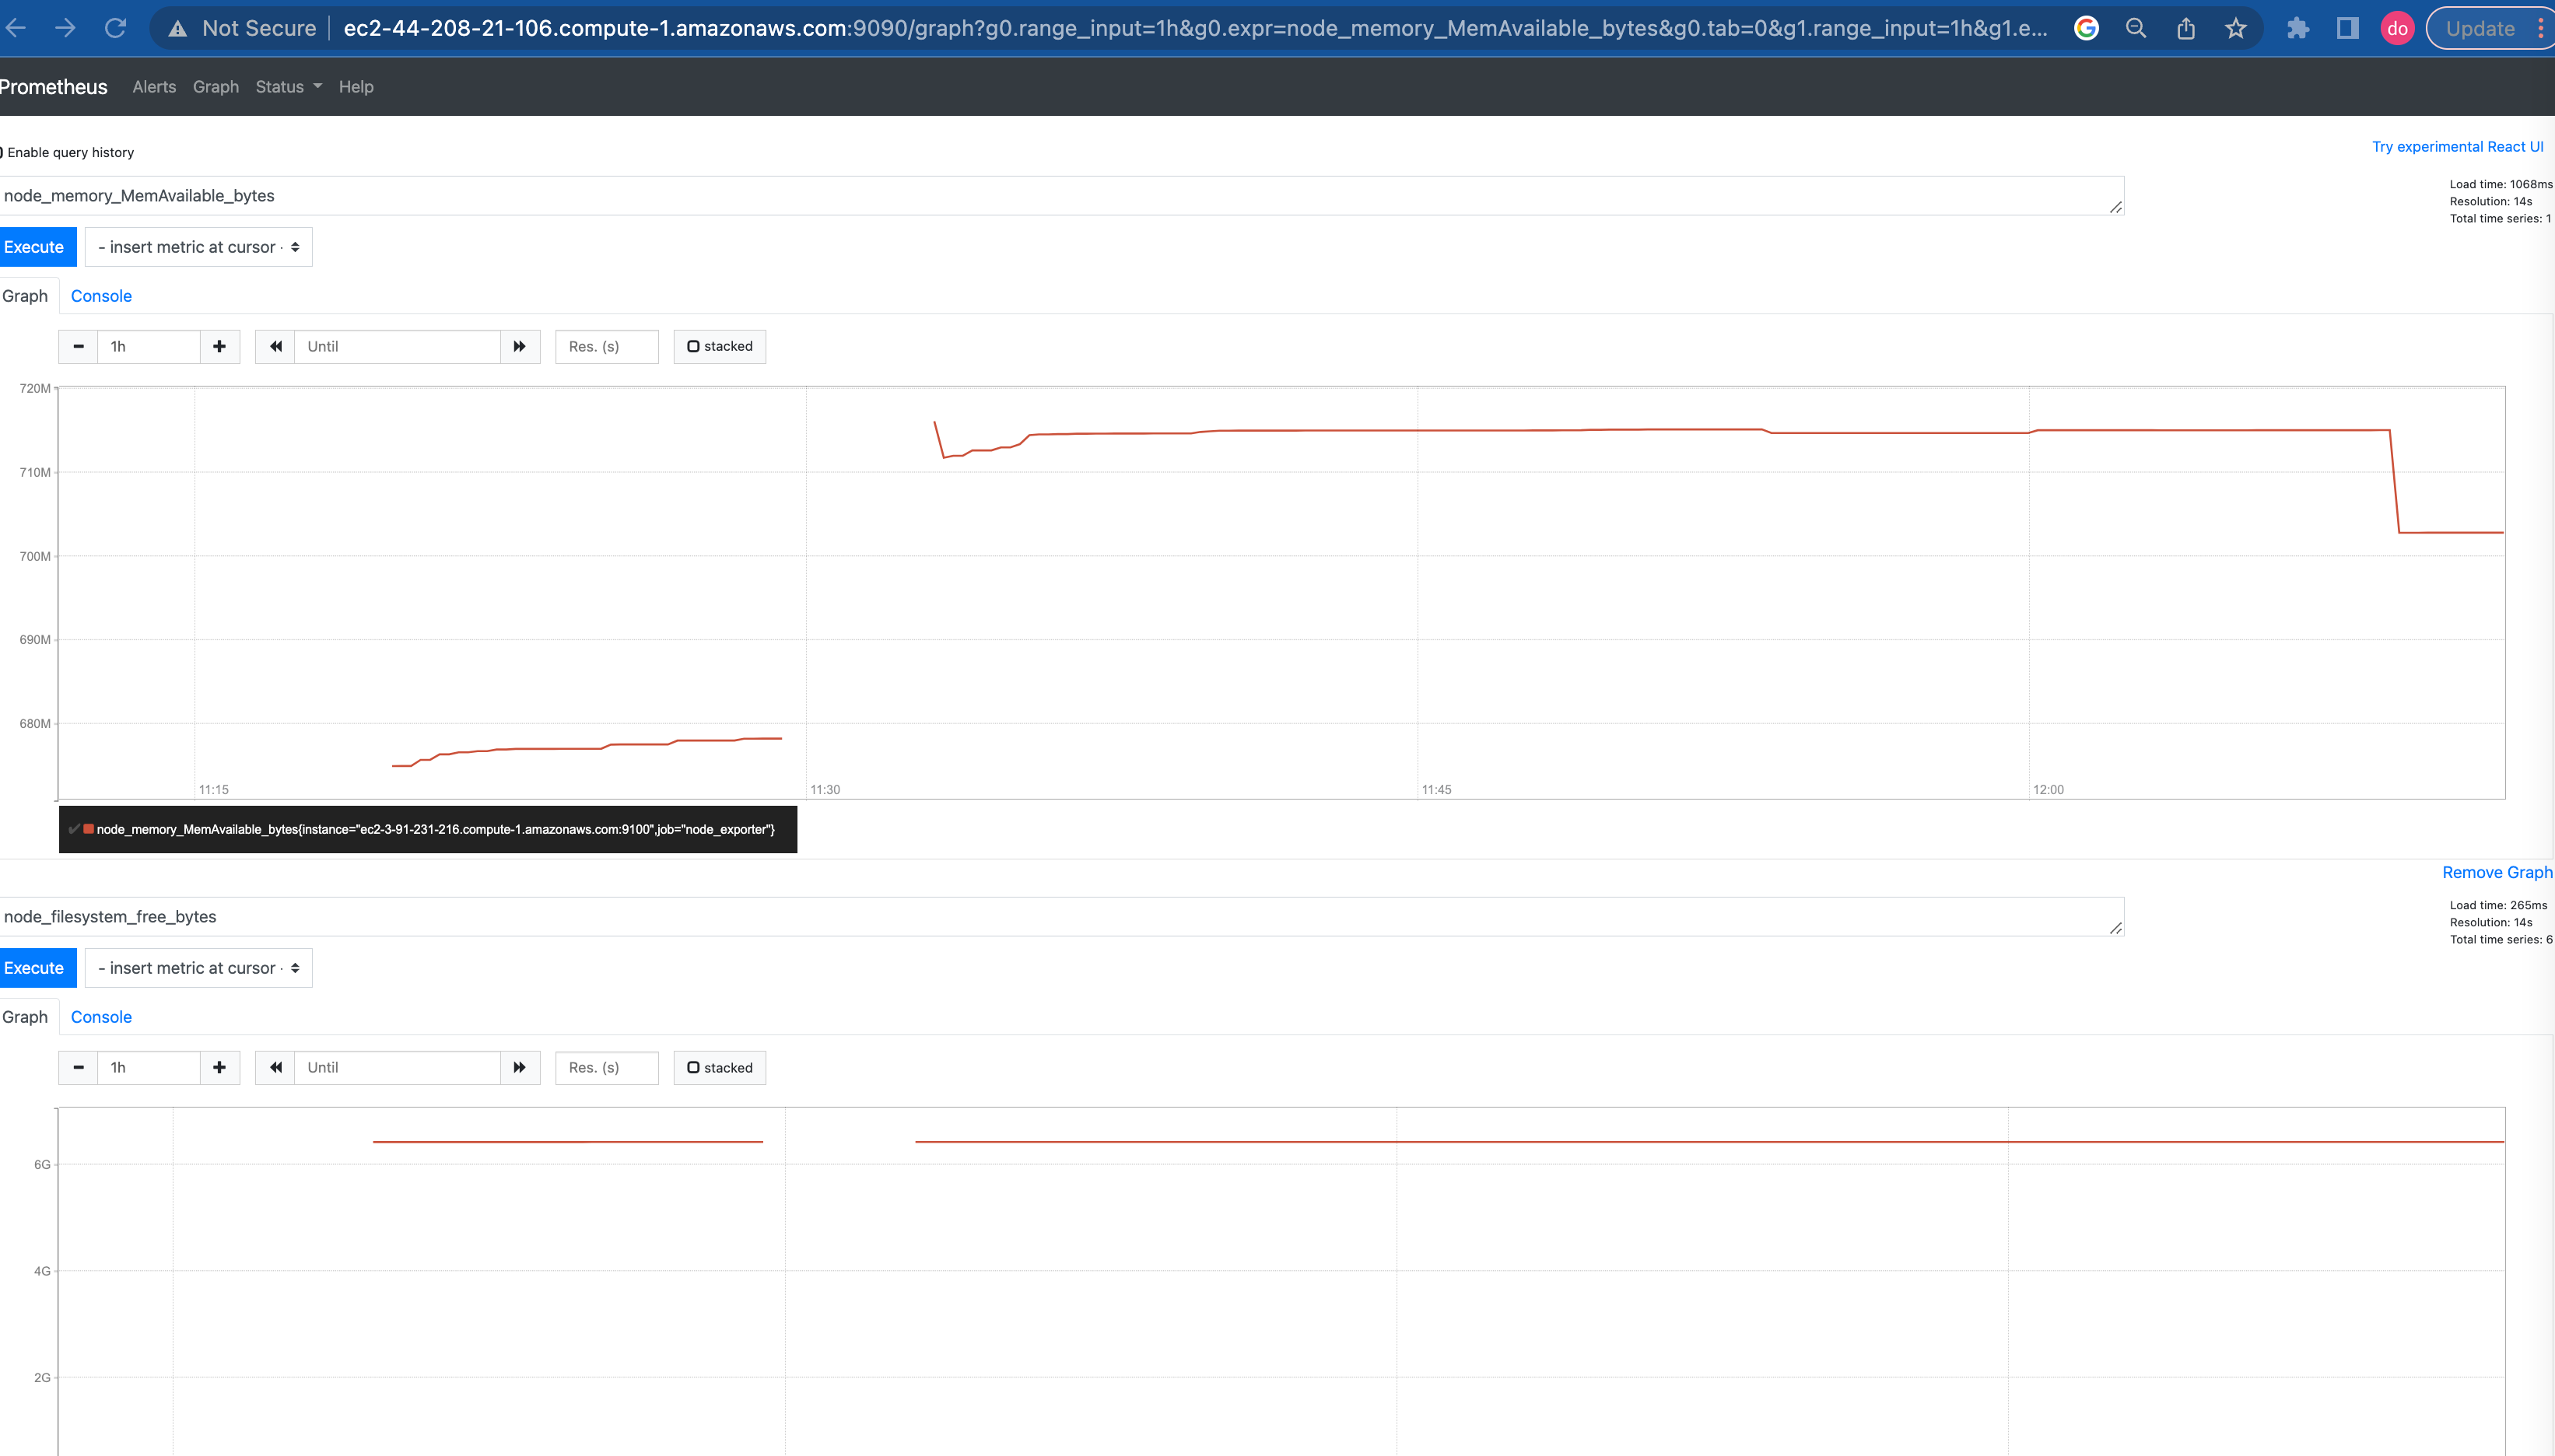 Not Secure ec2-44-208-21-106.compute-1.amazonaws.com:9090/graph?g0.range_input=1h&g0.expr=node_memory_MemAvailable_bytes&g0.tab=0&g1.range_input=1h&g1.e... do Update
Prometheus Alerts Graph Status Help
Enable query history
Try experimental React UI
node_memory_MemAvailable_bytes
Load time: 1068ms
Resolution: 14s
Total time series: 1
Execute - insert metric at cursor -
Graph Console
1h Until Res. (s) stacked
720M
710M
700M
690M
680M
11:15 11:30 11:45 12:00
node_memory_MemAvailable_bytes{instance="ec2-3-91-231-216.compute-1.amazonaws.com:9100",job="node_exporter"}
Remove Graph
node_filesystem_free_bytes
Load time: 265ms
Resolution: 14s
Total time series: 6
Execute - insert metric at cursor -
Graph Console
1h Until Res. (s) stacked
6G
4G
2G